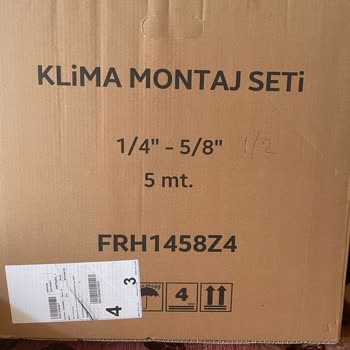 KLiMA MONTAJ SETi
1/4" - 5/8" 1/2
5 mt.
FRH1458Z4
4
4
3